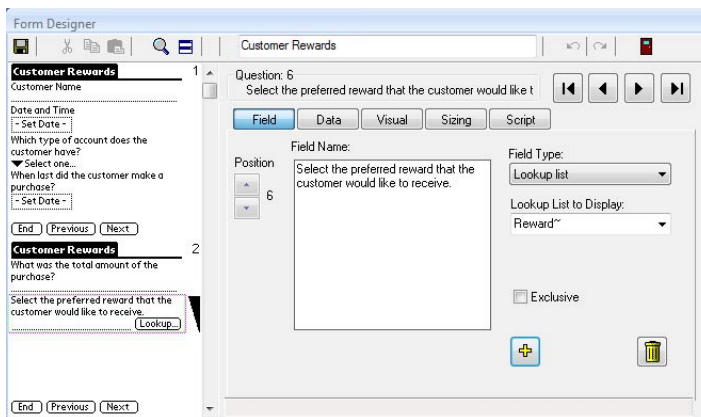 Form Designer
Customer Rewards
Customer Rewards 1
Customer Name
Date and Time
- Set Date -
Which type of account does the
customer have?
Select one...
When last did the customer make a
purchase?
- Set Date -
End Previous Next
Customer Rewards 2
What was the total amount of the
purchase?
Select the preferred reward that the
customer would like to receive.
Lookup...
End Previous Next
Question: 6
Select the preferred reward that the customer would like t
Field Data Visual Sizing Script
Position
6
Field Name:
Select the preferred reward that the
customer would like to receive.
Field Type:
Lookup list
Lookup List to Display:
Reward~
Exclusive